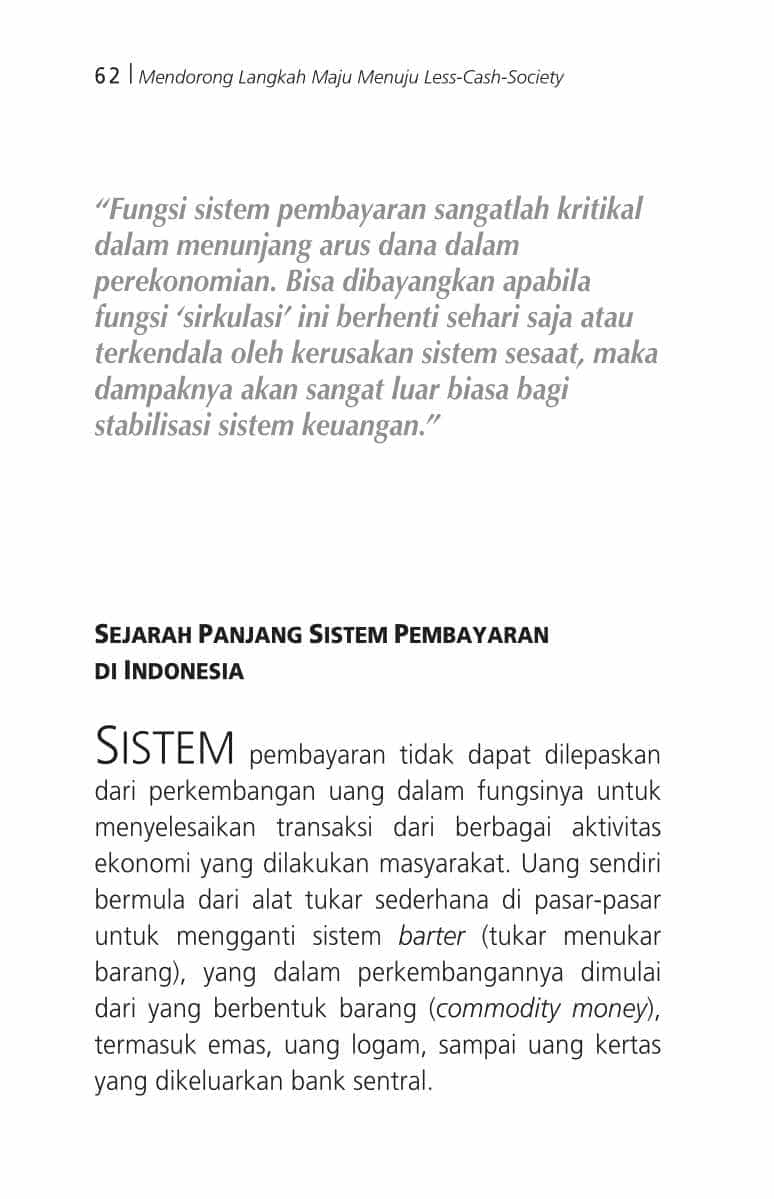 62 | Mendorong Langkah Maju Menuju Less-Cash-Society
“Fungsi sistem pembayaran sangatlah kritikal
dalam menunjang arus dana dalam
perekonomian. Bisa dibayangkan apabila
fungsi ‘sirkulasi’ ini berhenti sehari saja atau
terkendala oleh kerusakan sistem sesaat, maka
dampaknya akan sangat luar biasa bagi
stabilisasi sistem keuangan.”
SEJARAH PANJANG SISTEM PEMBAYARAN
DI INDONESIA
SISTEM pembayaran tidak dapat dilepaskan
dari perkembangan uang dalam fungsinya untuk
menyelesaikan transaksi dari berbagai aktivitas
ekonomi yang dilakukan masyarakat. Uang sendiri
bermula dari alat tukar sederhana di pasar-pasar
untuk mengganti sistem barter (tukar menukar
barang), yang dalam perkembangannya dimulai
dari yang berbentuk barang (commodity money),
termasuk emas, uang logam, sampai uang kertas
yang dikeluarkan bank sentral.